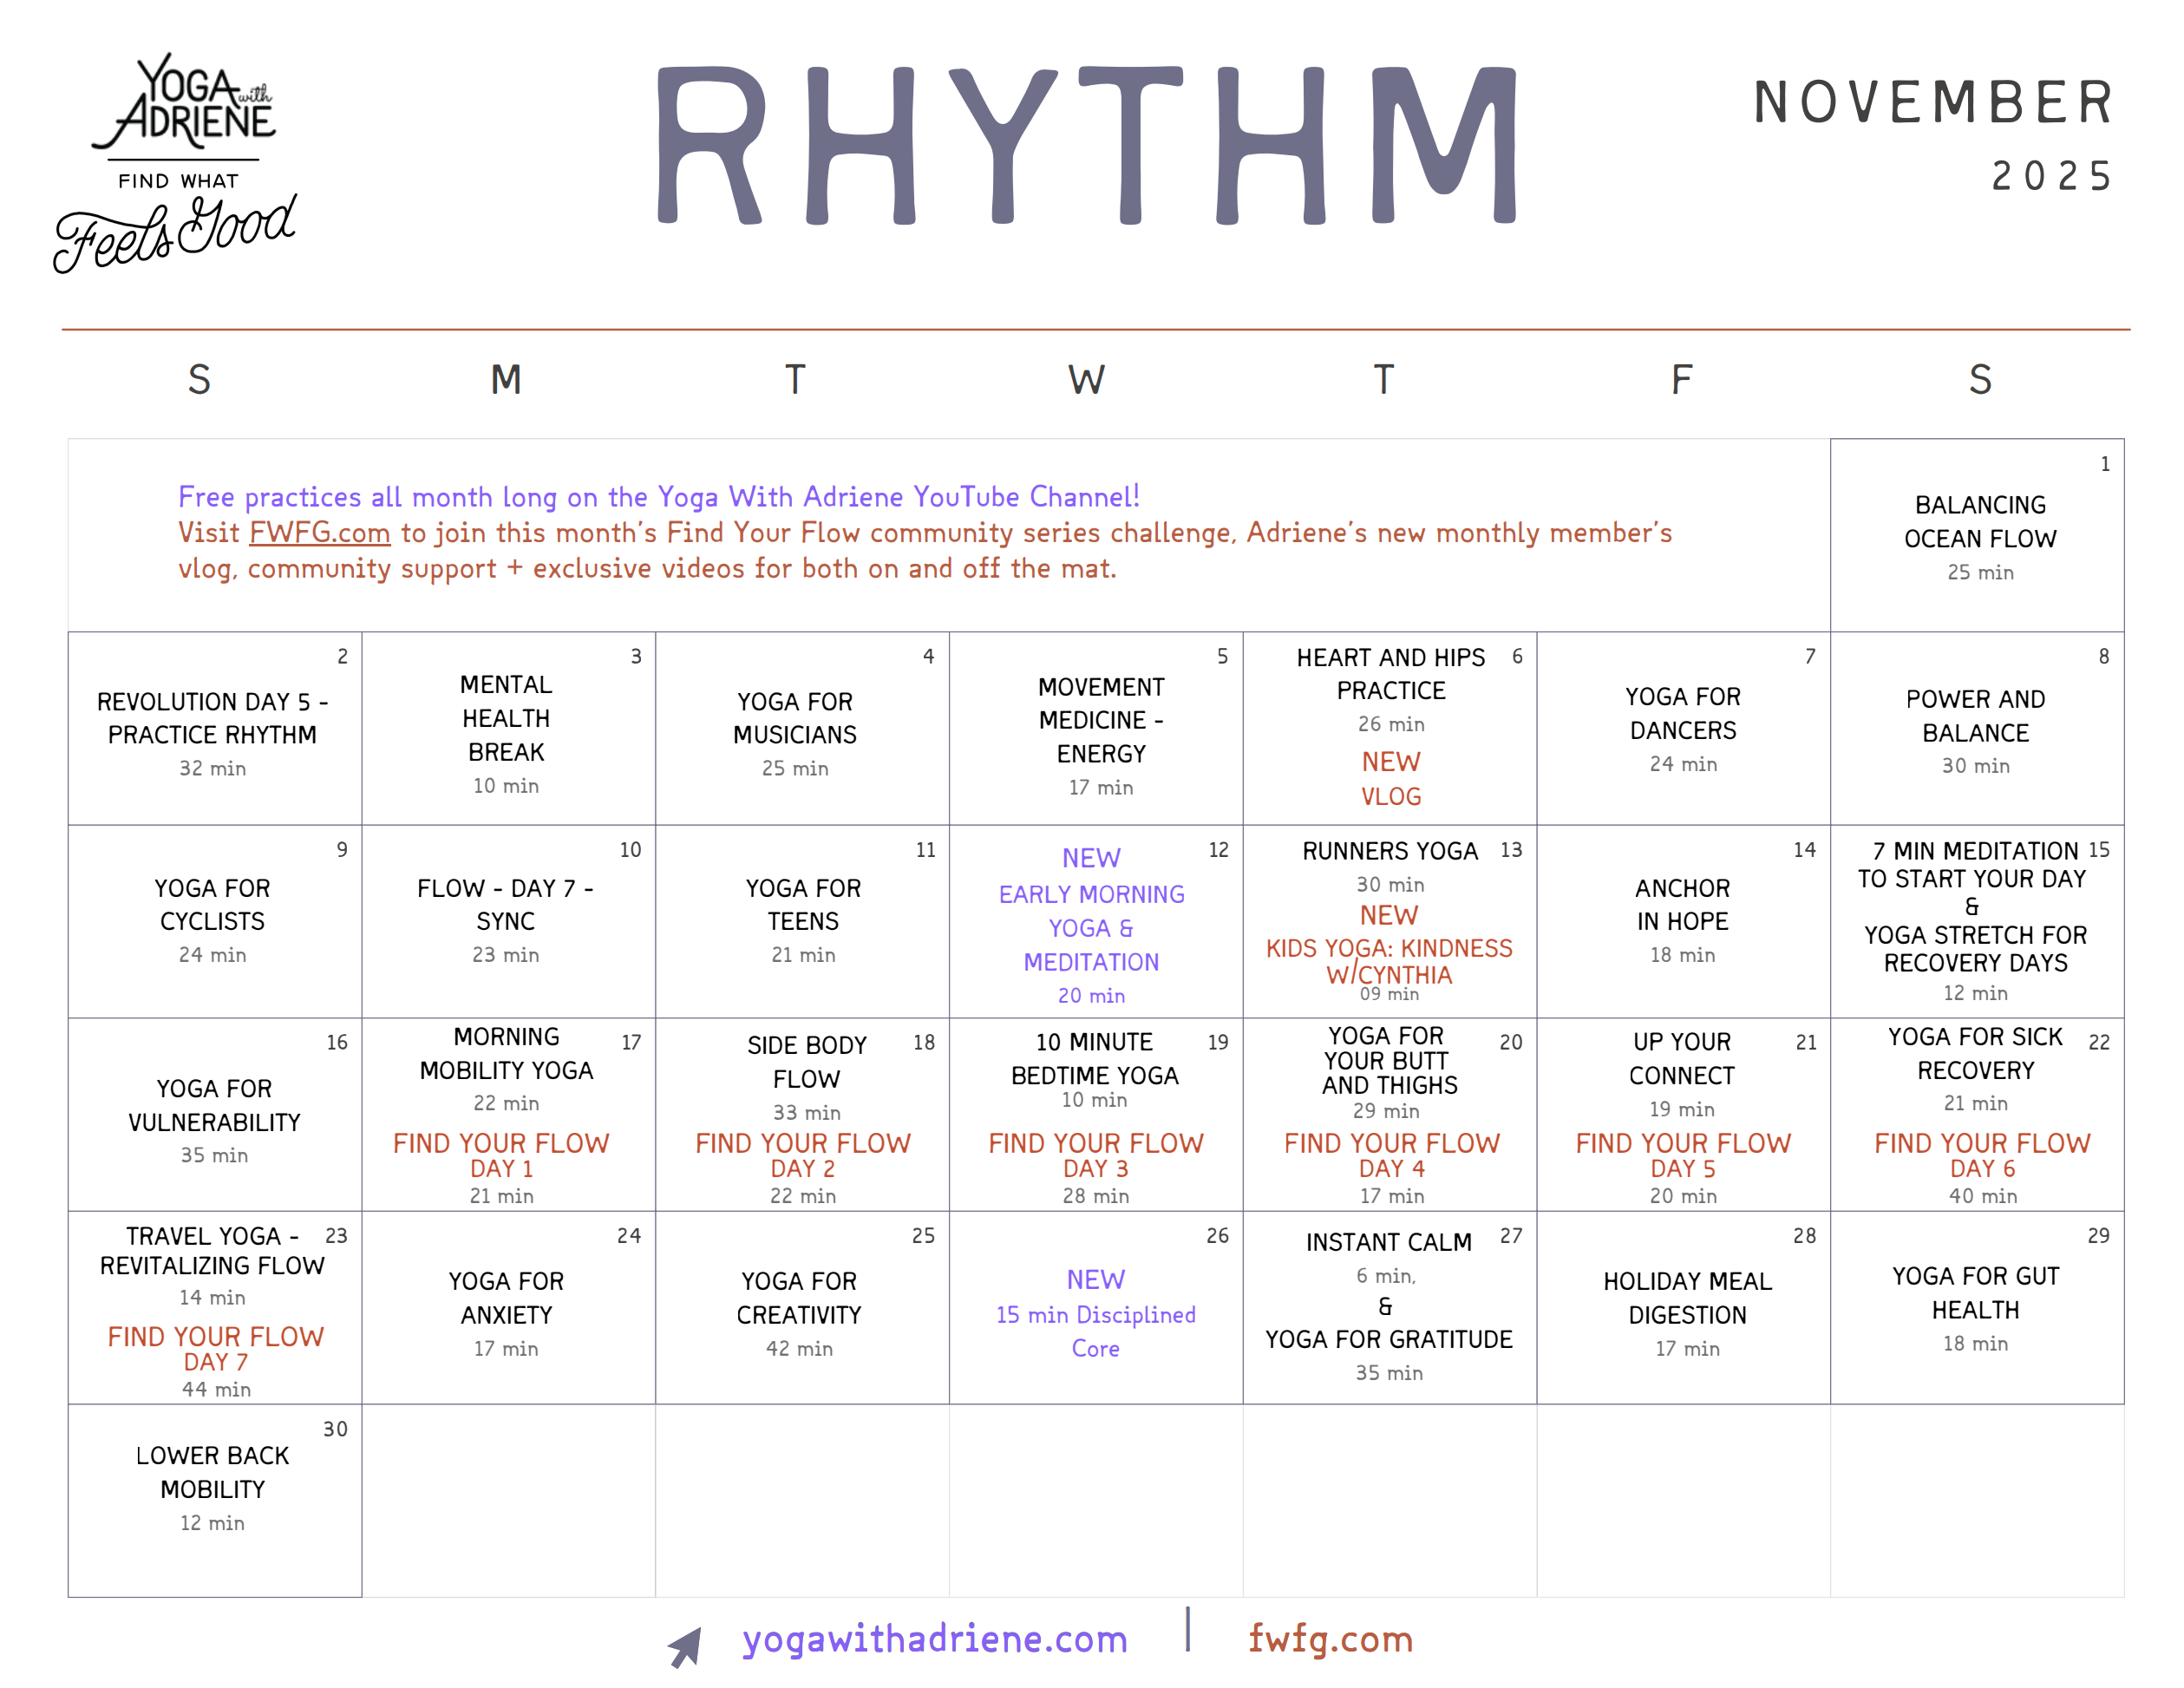 YOGA with
ADRIENE
FIND WHAT
Feels Good
RHYTHM
NOVEMBER
2025
S M T W T F S
Free practices all month long on the Yoga With Adriene YouTube Channel!
Visit FWFG.com to join this month's Find Your Flow community series challenge, Adriene's new monthly member's
vlog, community support + exclusive videos for both on and off the mat.
1
BALANCING
OCEAN FLOW
25 min
2
REVOLUTION DAY 5 -
PRACTICE RHYTHM
32 min
3
MENTAL
HEALTH
BREAK
10 min
4
YOGA FOR
MUSICIANS
25 min
5
MOVEMENT
MEDICINE -
ENERGY
17 min
HEART AND HIPS 6
PRACTICE
26 min
NEW
VLOG
7
YOGA FOR
DANCERS
24 min
8
POWER AND
BALANCE
30 min
9
YOGA FOR
CYCLISTS
24 min
10
FLOW - DAY 7 -
SYNC
23 min
11
YOGA FOR
TEENS
21 min
NEW 12
EARLY MORNING
YOGA &
MEDITATION
20 min
RUNNERS YOGA 13
30 min
NEW
KIDS YOGA: KINDNESS
W/CYNTHIA
09 min
14
ANCHOR
IN HOPE
18 min
7 MIN MEDITATION 15
TO START YOUR DAY
&
YOGA STRETCH FOR
RECOVERY DAYS
12 min
16
YOGA FOR
VULNERABILITY
35 min
MORNING 17
MOBILITY YOGA
22 min
FIND YOUR FLOW
DAY 1
21 min
SIDE BODY 18
FLOW
33 min
FIND YOUR FLOW
DAY 2
22 min
10 MINUTE 19
BEDTIME YOGA
10 min
FIND YOUR FLOW
DAY 3
28 min
YOGA FOR 20
YOUR BUTT
AND THIGHS
29 min
FIND YOUR FLOW
DAY 4
17 min
UP YOUR 21
CONNECT
19 min
FIND YOUR FLOW
DAY 5
20 min
YOGA FOR SICK 22
RECOVERY
21 min
FIND YOUR FLOW
DAY 6
40 min
TRAVEL YOGA - 23
REVITALIZING FLOW
14 min
FIND YOUR FLOW
DAY 7
44 min
24
YOGA FOR
ANXIETY
17 min
25
YOGA FOR
CREATIVITY
42 min
26
NEW
15 min Disciplined
Core
INSTANT CALM 27
6 min,
&
YOGA FOR GRATITUDE
35 min
28
HOLIDAY MEAL
DIGESTION
17 min
29
YOGA FOR GUT
HEALTH
18 min
30
LOWER BACK
MOBILITY
12 min
yogawithadriene.com | fwfg.com